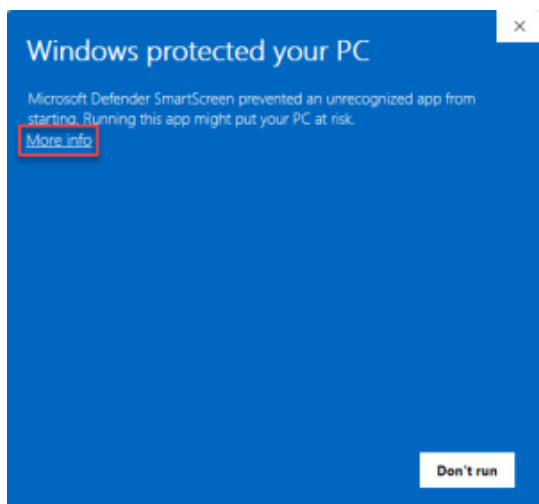 Windows protected your PC
Microsoft Defender SmartScreen prevented an unrecognized app from
starting. Running this app might put your PC at risk.
More info
Don't run